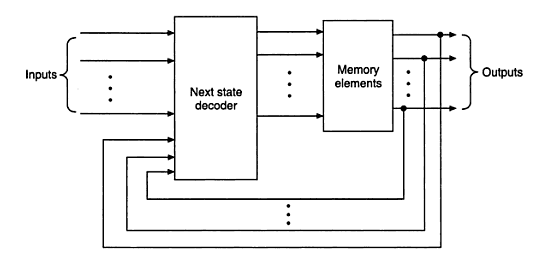 Inputs
Next state
decoder
Memory
elements
Outputs